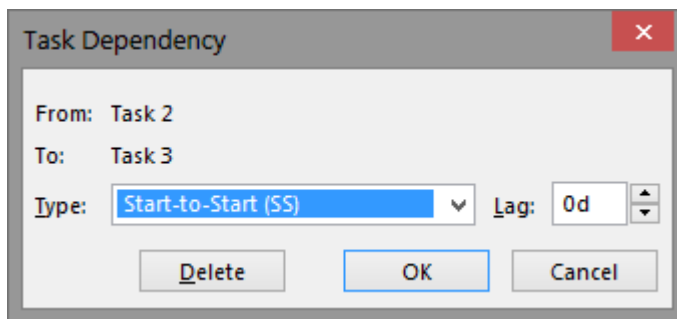 Task Dependency
From: Task 2
To: Task 3
Type: Start-to-Start (SS) Lag: 0d
Delete OK Cancel